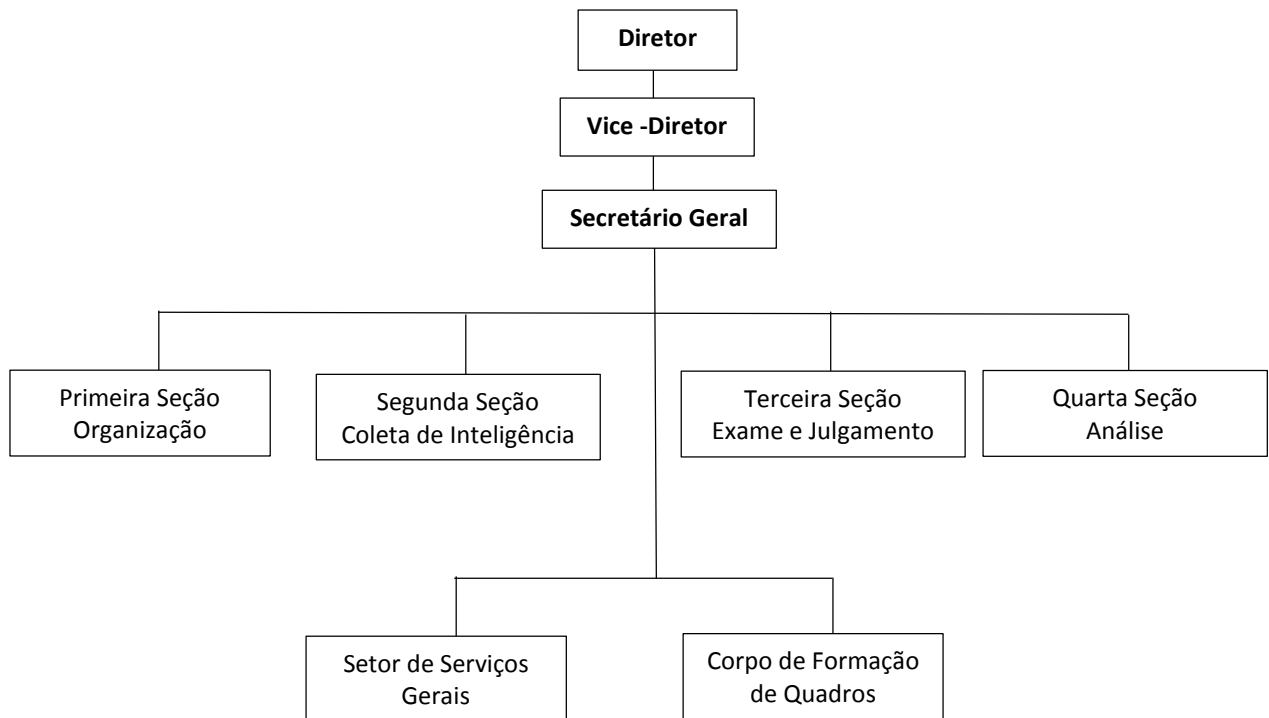 Diretor
Vice -Diretor
Secretário Geral
Primeira Seção
Organização
Segunda Seção
Coleta de Inteligência
Terceira Seção
Exame e Julgamento
Quarta Seção
Análise
Setor de Serviços
Gerais
Corpo de Formação
de Quadros